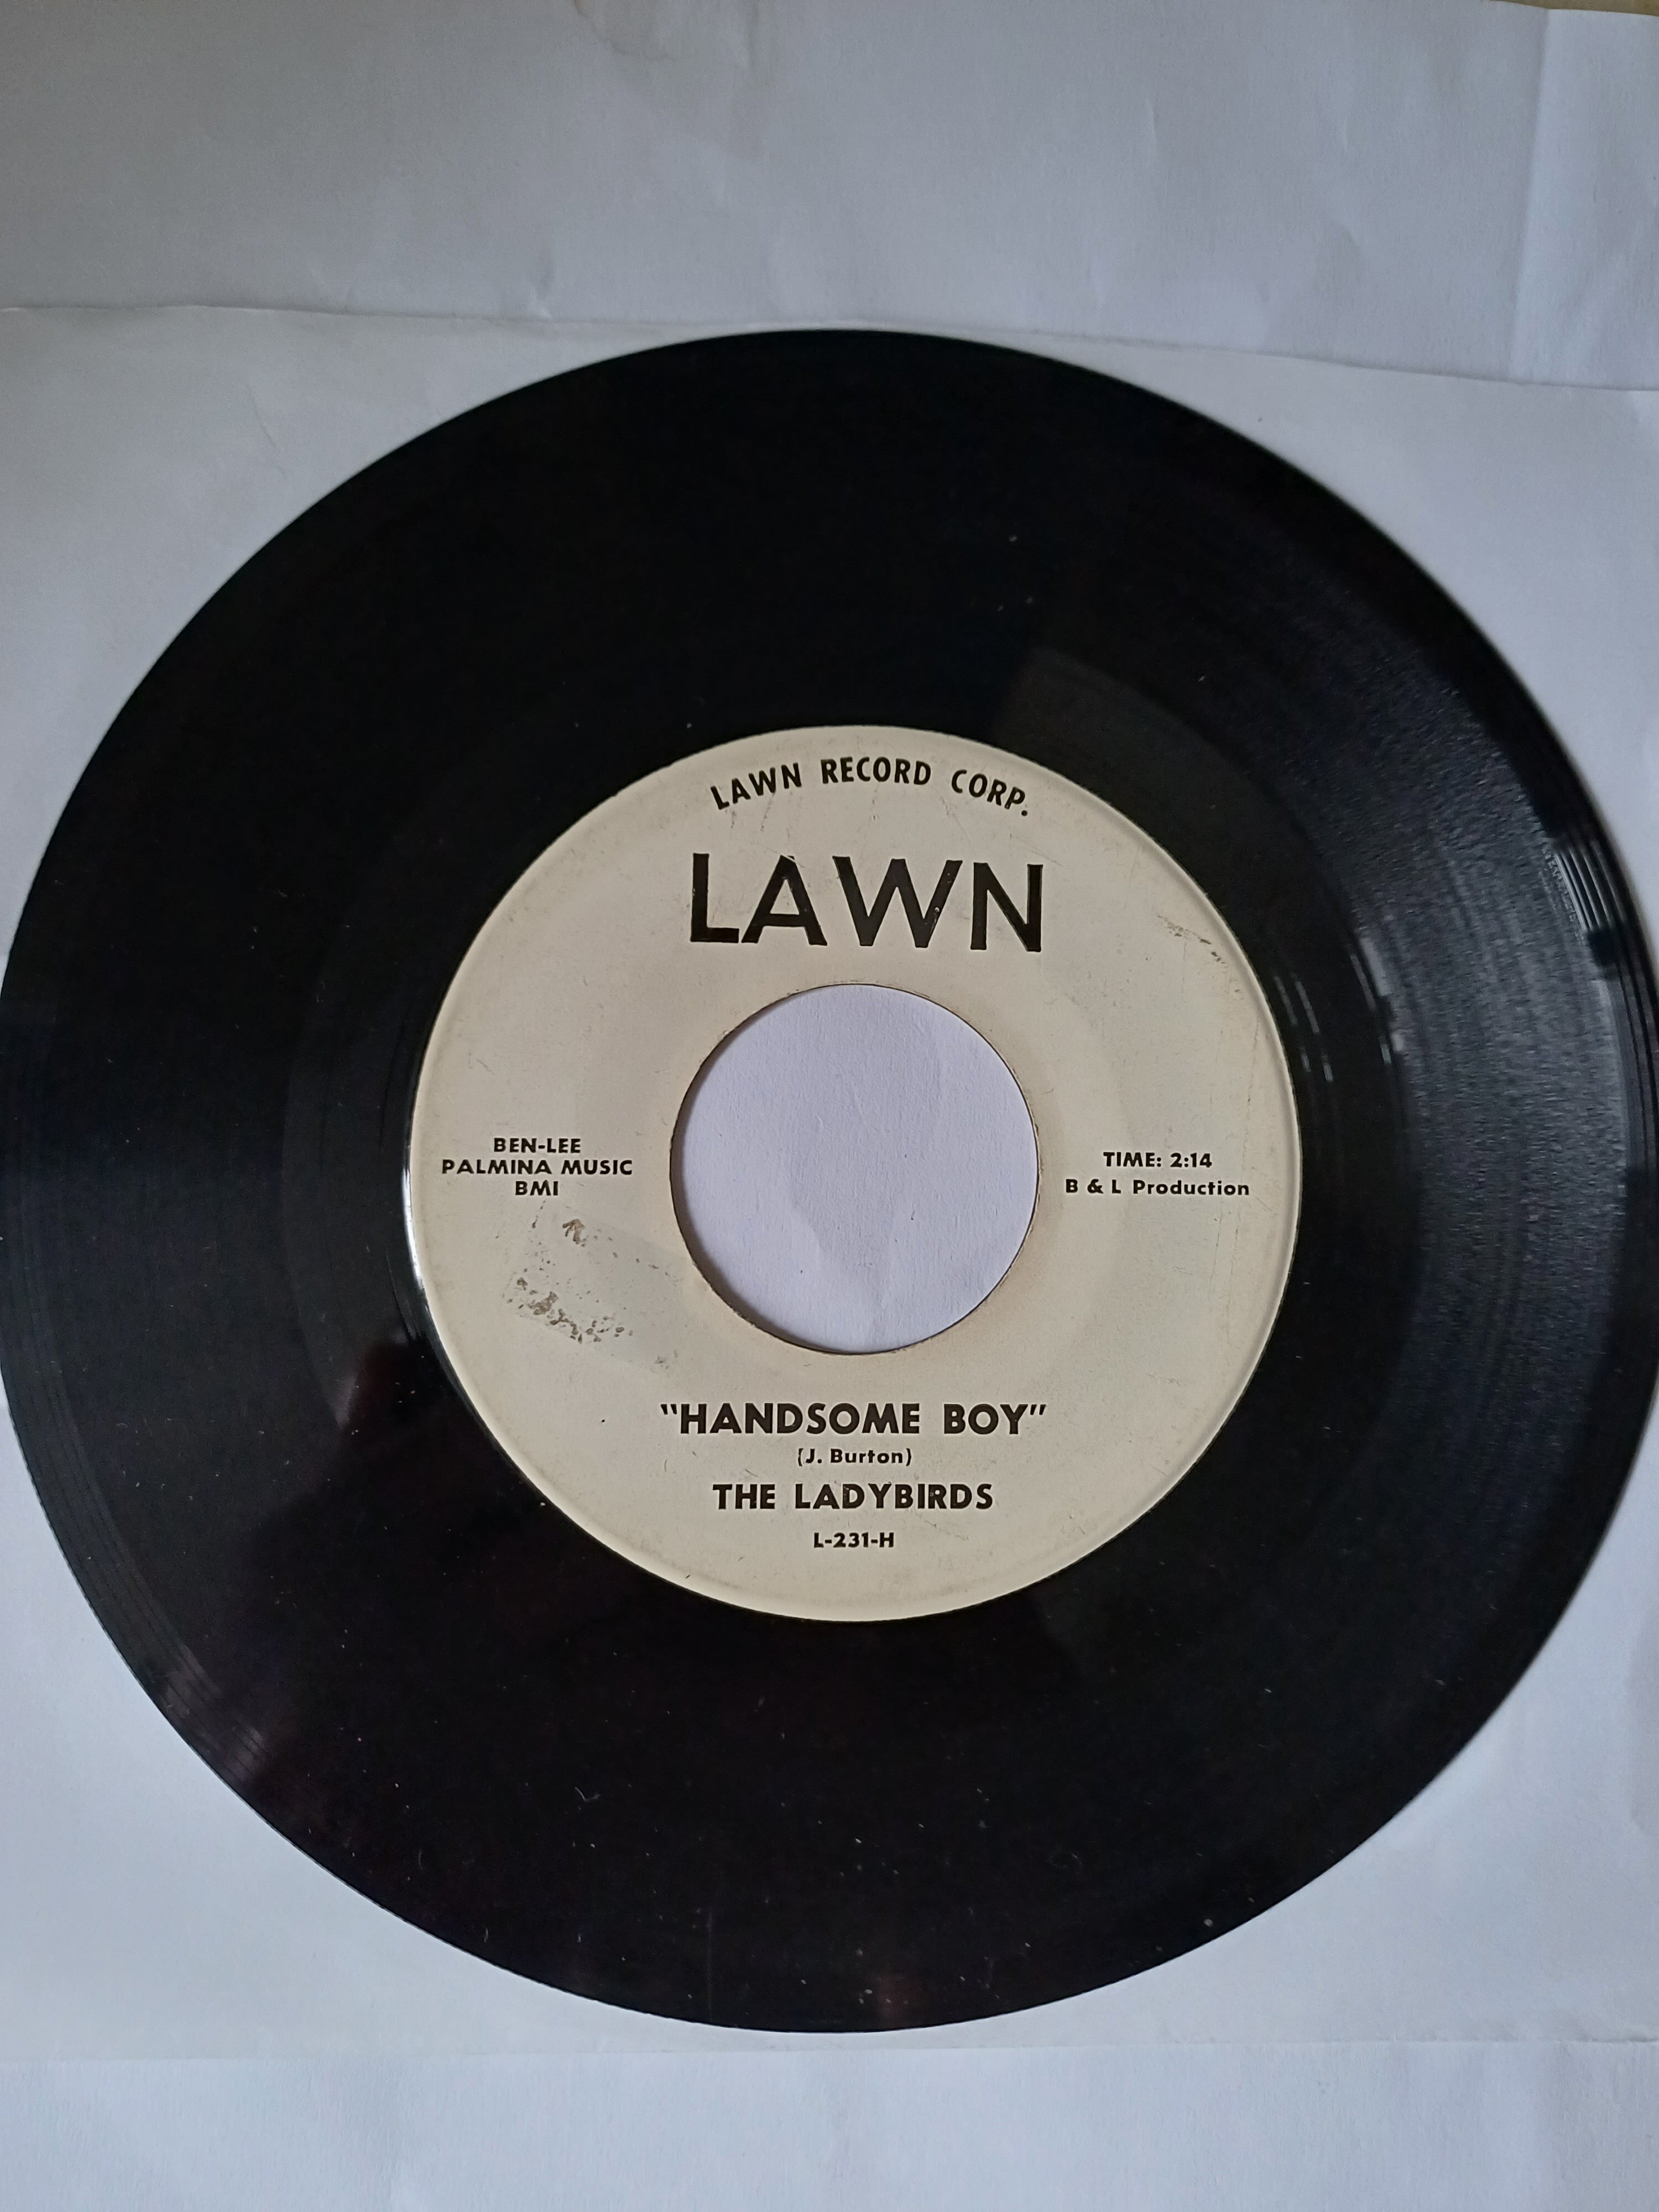 LAWN RECORD CORP.
LAWN
BEN-LEE
PALMINA MUSIC
BMI
TIME: 2:14
B & L Production
"HANDSOME BOY"
(J. Burton)
THE LADYBIRDS
L-231-H